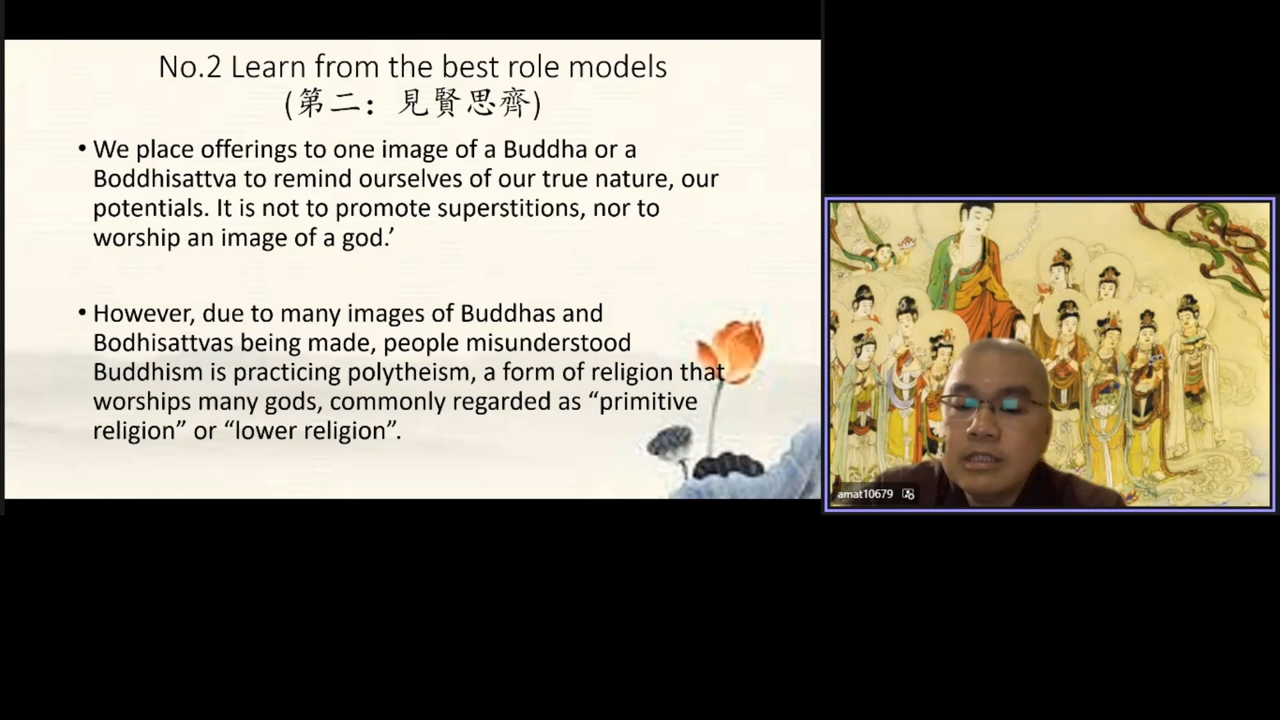 No.2 Learn from the best role models
(第二：見賢思齊)
• We place offerings to one image of a Buddha or a
Boddhisattva to remind ourselves of our true nature, our
potentials. It is not to promote superstitions, nor to
worship an image of a god.’
• However, due to many images of Buddhas and
Bodhisattvas being made, people misunderstood
Buddhism is practicing polytheism, a form of religion that
worships many gods, commonly regarded as “primitive
religion” or “lower religion”.
amat10679